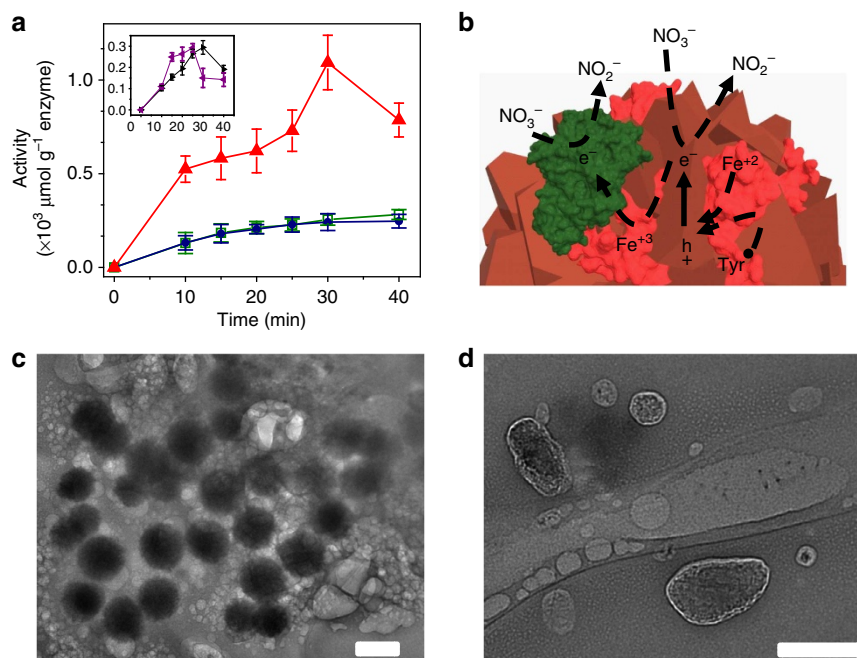 a
Activity
(×10³ μmol g⁻¹ enzyme)
1.0
0.5
0.0
0.3
0.2
0.1
0.0
0 10 20 30 40
0 10 15 20 25 30 40
Time (min)
b
NO₃⁻
NO₂⁻
NO₃⁻
NO₂⁻
e⁻
e⁻
Fe⁺²
Fe⁺³
h
+
Tyr
c
d